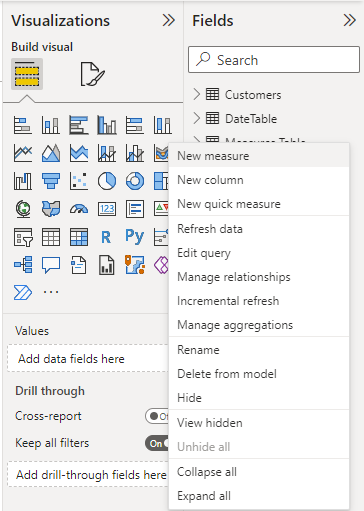 Visualizations
Fields
Build visual
Search
Customers
DateTable
Measures Table
New measure
New column
New quick measure
Refresh data
Edit query
Manage relationships
Incremental refresh
Manage aggregations
Rename
Delete from model
Hide
View hidden
Unhide all
Collapse all
Expand all
123
R
Py
Values
Add data fields here
Drill through
Cross-report
Keep all filters
On
Add drill-through fields here